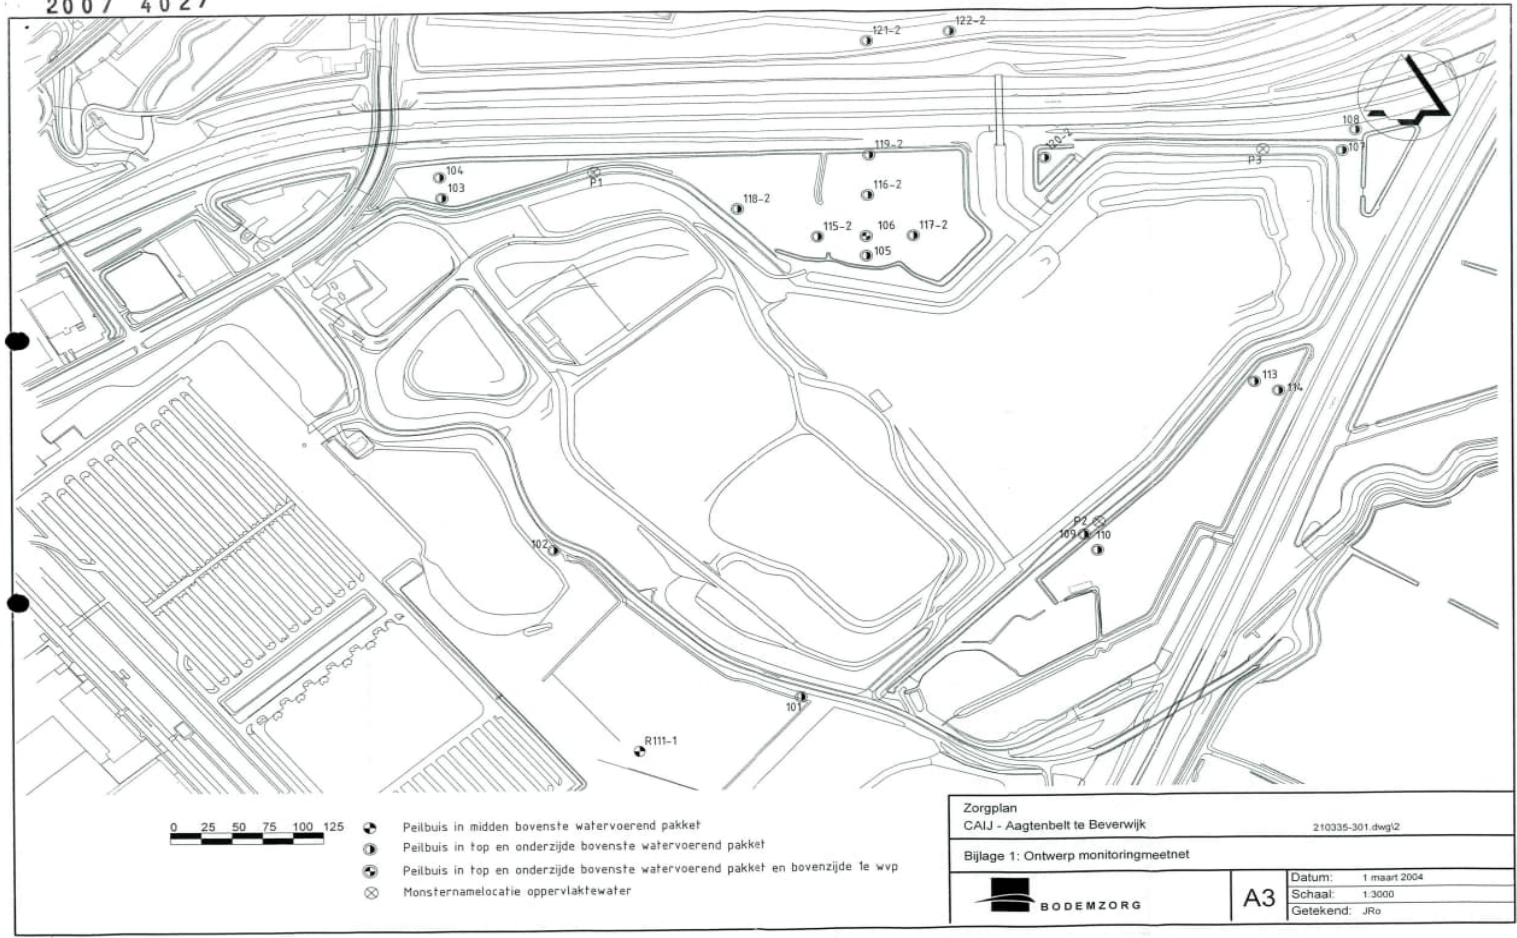 2007 4027
121-2
122-2
108
107
P3
120-2
119-2
104
103
P1
116-2
118-2
115-2
106
117-2
105
113
114
P2
109
110
102
101
R111-1
0 25 50 75 100 125
Peilbuis in midden bovenste watervoerend pakket
Peilbuis in top en onderzijde bovenste watervoerend pakket
Peilbuis in top en onderzijde bovenste watervoerend pakket en bovenzijde 1e wvp
Monsternamelocatie oppervlaktewater
Zorgplan
CAIJ - Aagtenbelt te Beverwijk
210335-301.dwg\2
Bijlage 1: Ontwerp monitoringmeetnet
BODEMZORG
A3
Datum: 1 maart 2004
Schaal: 1:3000
Getekend: JRo